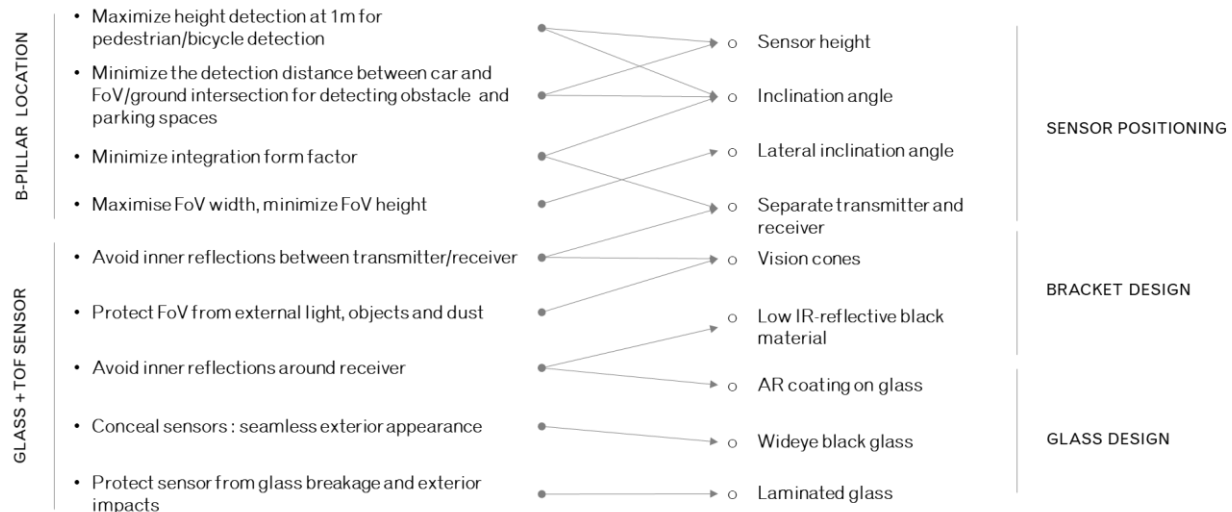 B-PILLAR LOCATION
• Maximize height detection at 1m for
pedestrian/bicycle detection
• Minimize the detection distance between car and
FoV/ground intersection for detecting obstacle and
parking spaces
• Minimize integration form factor
• Maximise FoV width, minimize FoV height
GLASS + TOF SENSOR
• Avoid inner reflections between transmitter/receiver
• Protect FoV from external light, objects and dust
• Avoid inner reflections around receiver
• Conceal sensors : seamless exterior appearance
• Protect sensor from glass breakage and exterior
impacts
o Sensor height
o Inclination angle
o Lateral inclination angle
o Separate transmitter and
receiver
o Vision cones
o Low IR-reflective black
material
o AR coating on glass
o Wideye black glass
o Laminated glass
SENSOR POSITIONING
BRACKET DESIGN
GLASS DESIGN